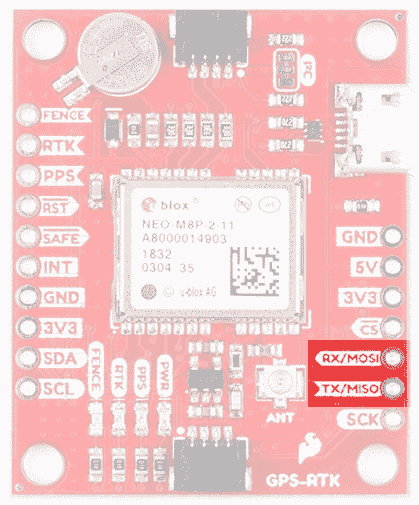 I²C
FENCE
RTK
PPS
RST
SAFE
INT
GND
3V3
SDA
SCL
blox
NEO-M8P-2-11
A8000014903
1832
0304 35
u-blox AG
GND
5V
3V3
CS
RX/MOSI
TX/MISO
SCK
FENCE
RTK
PPS
PWR
ANT
GPS-RTK